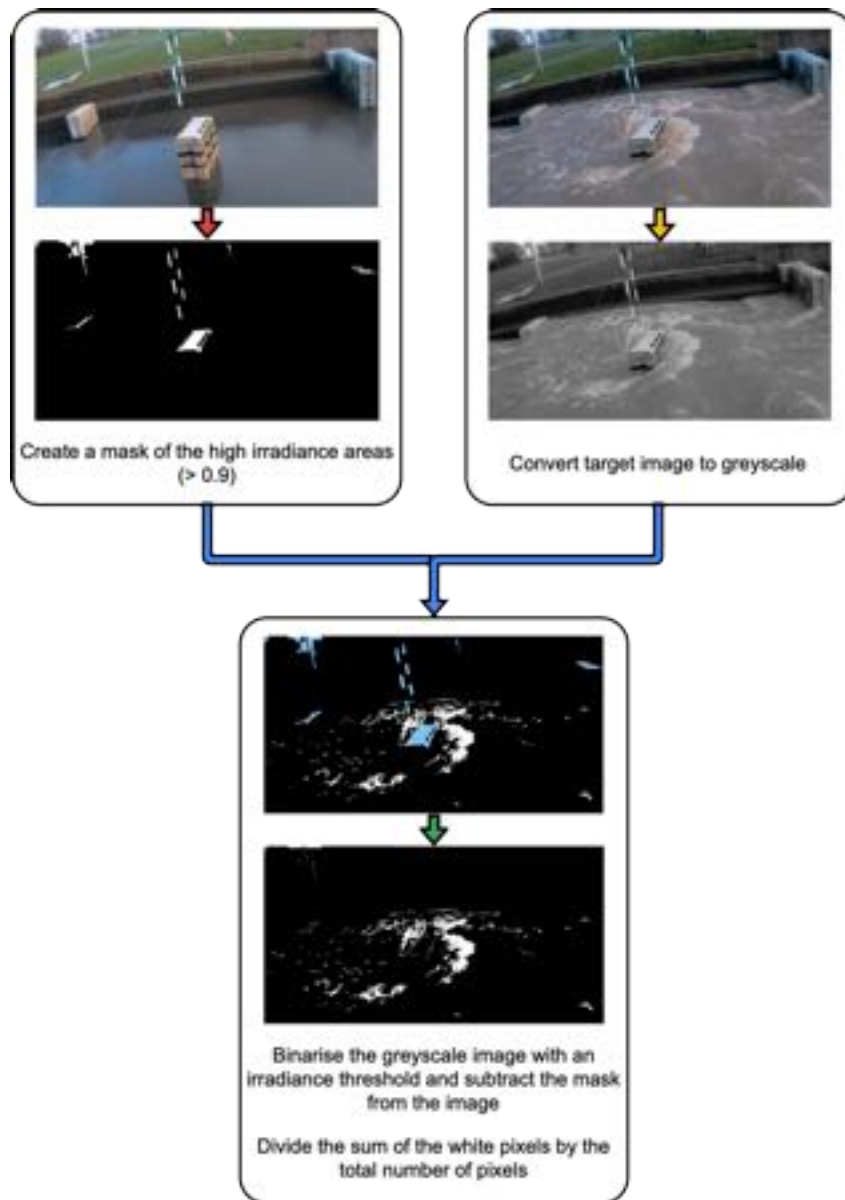 Create a mask of the high irradiance areas
(> 0.9)
Convert target image to greyscale
Binarise the greyscale image with an
irradiance threshold and subtract the mask
from the image
Divide the sum of the white pixels by the
total number of pixels